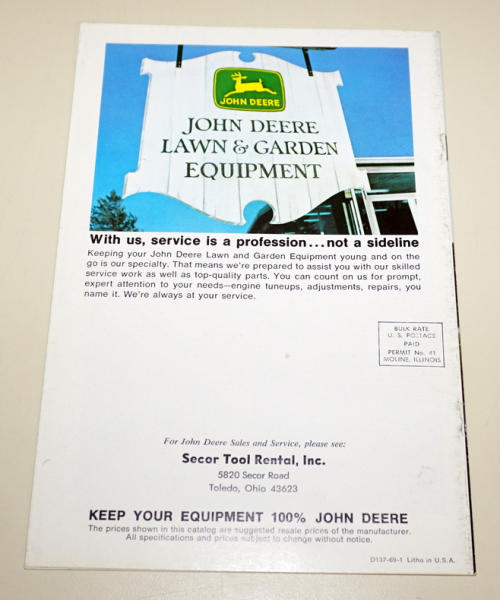 JOHN DEERE
JOHN DEERE
LAWN & GARDEN
EQUIPMENT
With us, service is a profession...not a sideline
Keeping your John Deere Lawn and Garden Equipment young and on the
go is our specialty. That means we're prepared to assist you with our skilled
service work as well as top-quality parts. You can count on us for prompt,
expert attention to your needs—engine tuneups, adjustments, repairs, you
name it. We're always at your service.
BULK RATE
U. S. POSTAGE
PAID
PERMIT No. 41
MOLINE, ILLINOIS
For John Deere Sales and Service, please see:
Secor Tool Rental, Inc.
5820 Secor Road
Toledo, Ohio 43623
KEEP YOUR EQUIPMENT 100% JOHN DEERE
The prices shown in this catalog are suggested resale prices of the manufacturer.
All specifications and prices subject to change without notice.
D137-69-1 Litho in U.S.A.